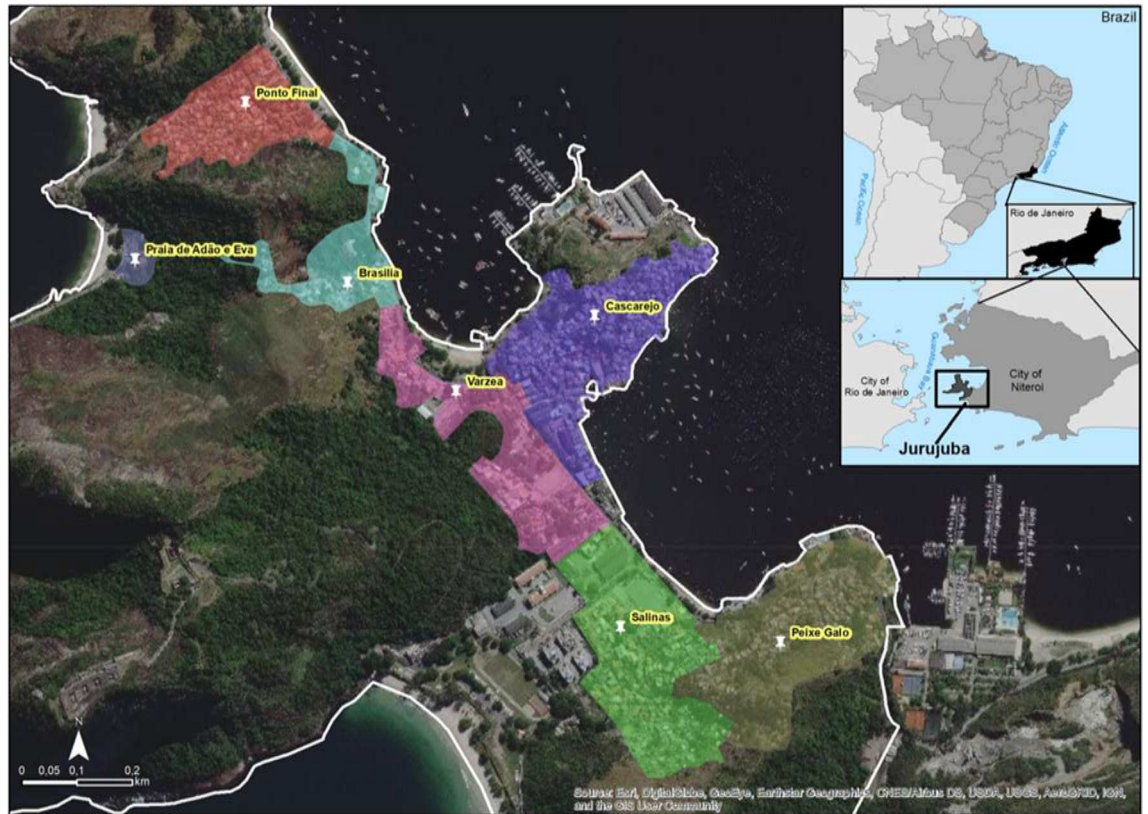 Brazil
Pacific Ocean
Atlantic Ocean
Rio de Janeiro
Guanabara Bay
City of
Rio de Janeiro
City of
Niteroi
Jurujuba
Ponto Final
Praia de Adão e Eva
Brasilia
Cascarejo
Varzea
Salinas
Peixe Galo
N
0 0,05 0,1 0,2
km
Source: Esri, DigitalGlobe, GeoEye, Earthstar Geographics, CNES/Airbus DS, USDA, USGS, AeroGRID, IGN,
and the GIS User Community